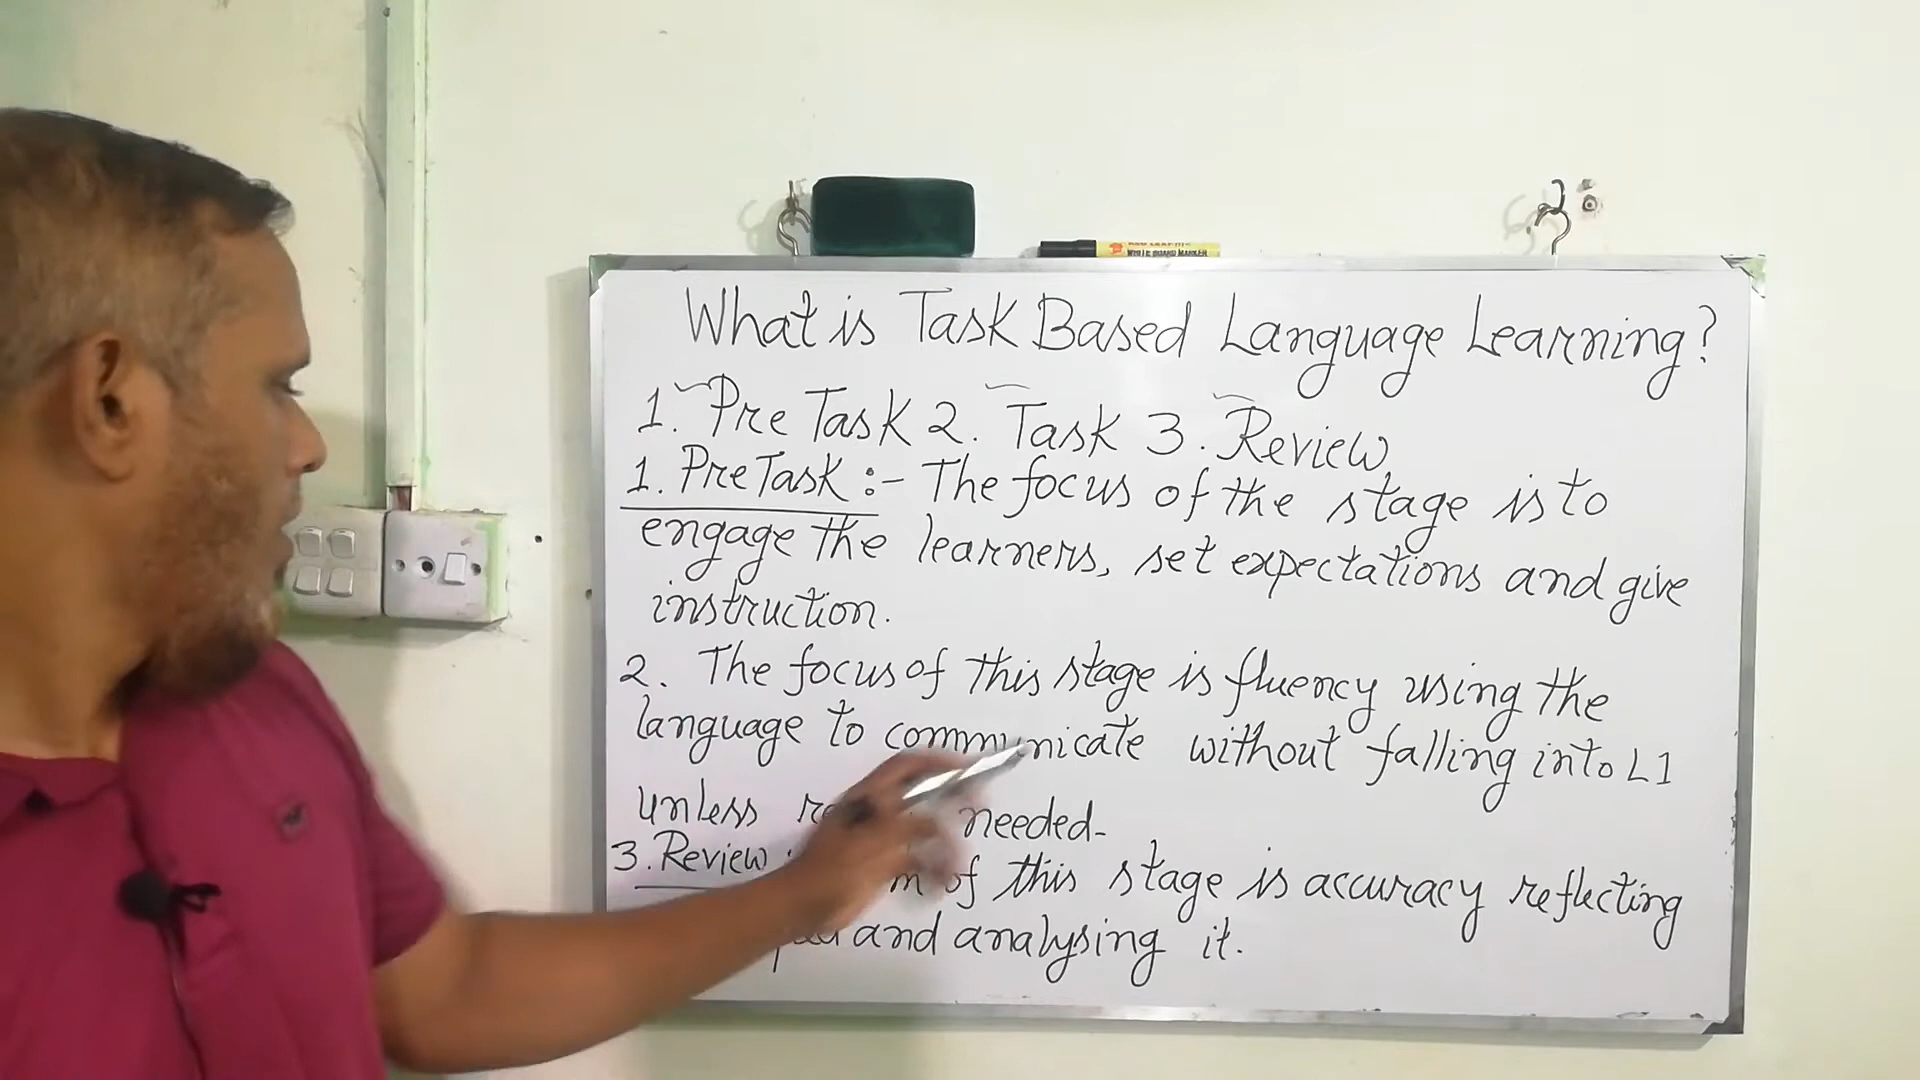 What is Task Based Language Learning?
1. Pre Task 2. Task 3. Review
1. Pre Task :- The focus of the stage is to
engage the learners, set expectations and give
instruction.
2. The focus of this stage is fluency using the
language to communicate without falling into L1
unless needed-
3. Review of this stage is accuracy reflecting
and analysing it.
WHITE BOARD MARKER